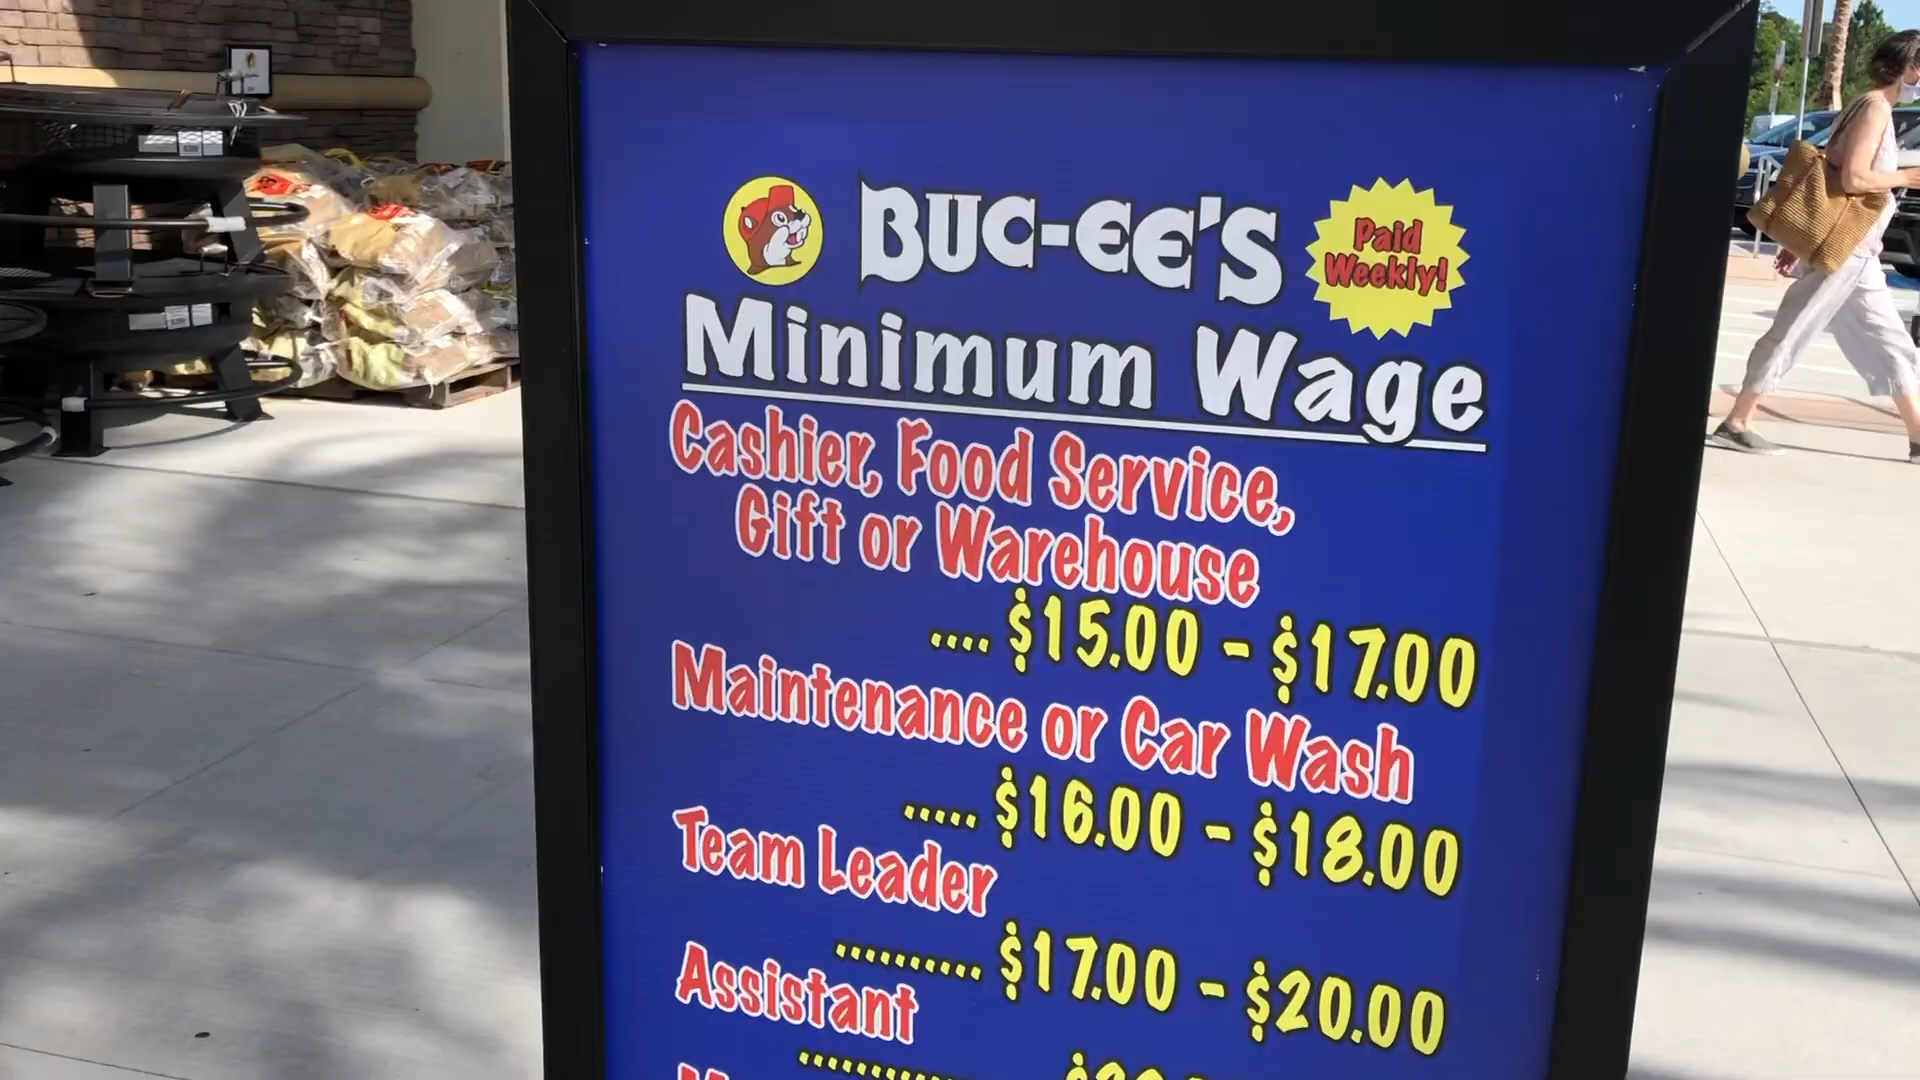 BUC-EE'S
Paid
Weekly!
Minimum Wage
Cashier, Food Service,
Gift or Warehouse
.... $15.00 - $17.00
Maintenance or Car Wash
..... $16.00 - $18.00
Team Leader
.......... $17.00 - $20.00
Assistant